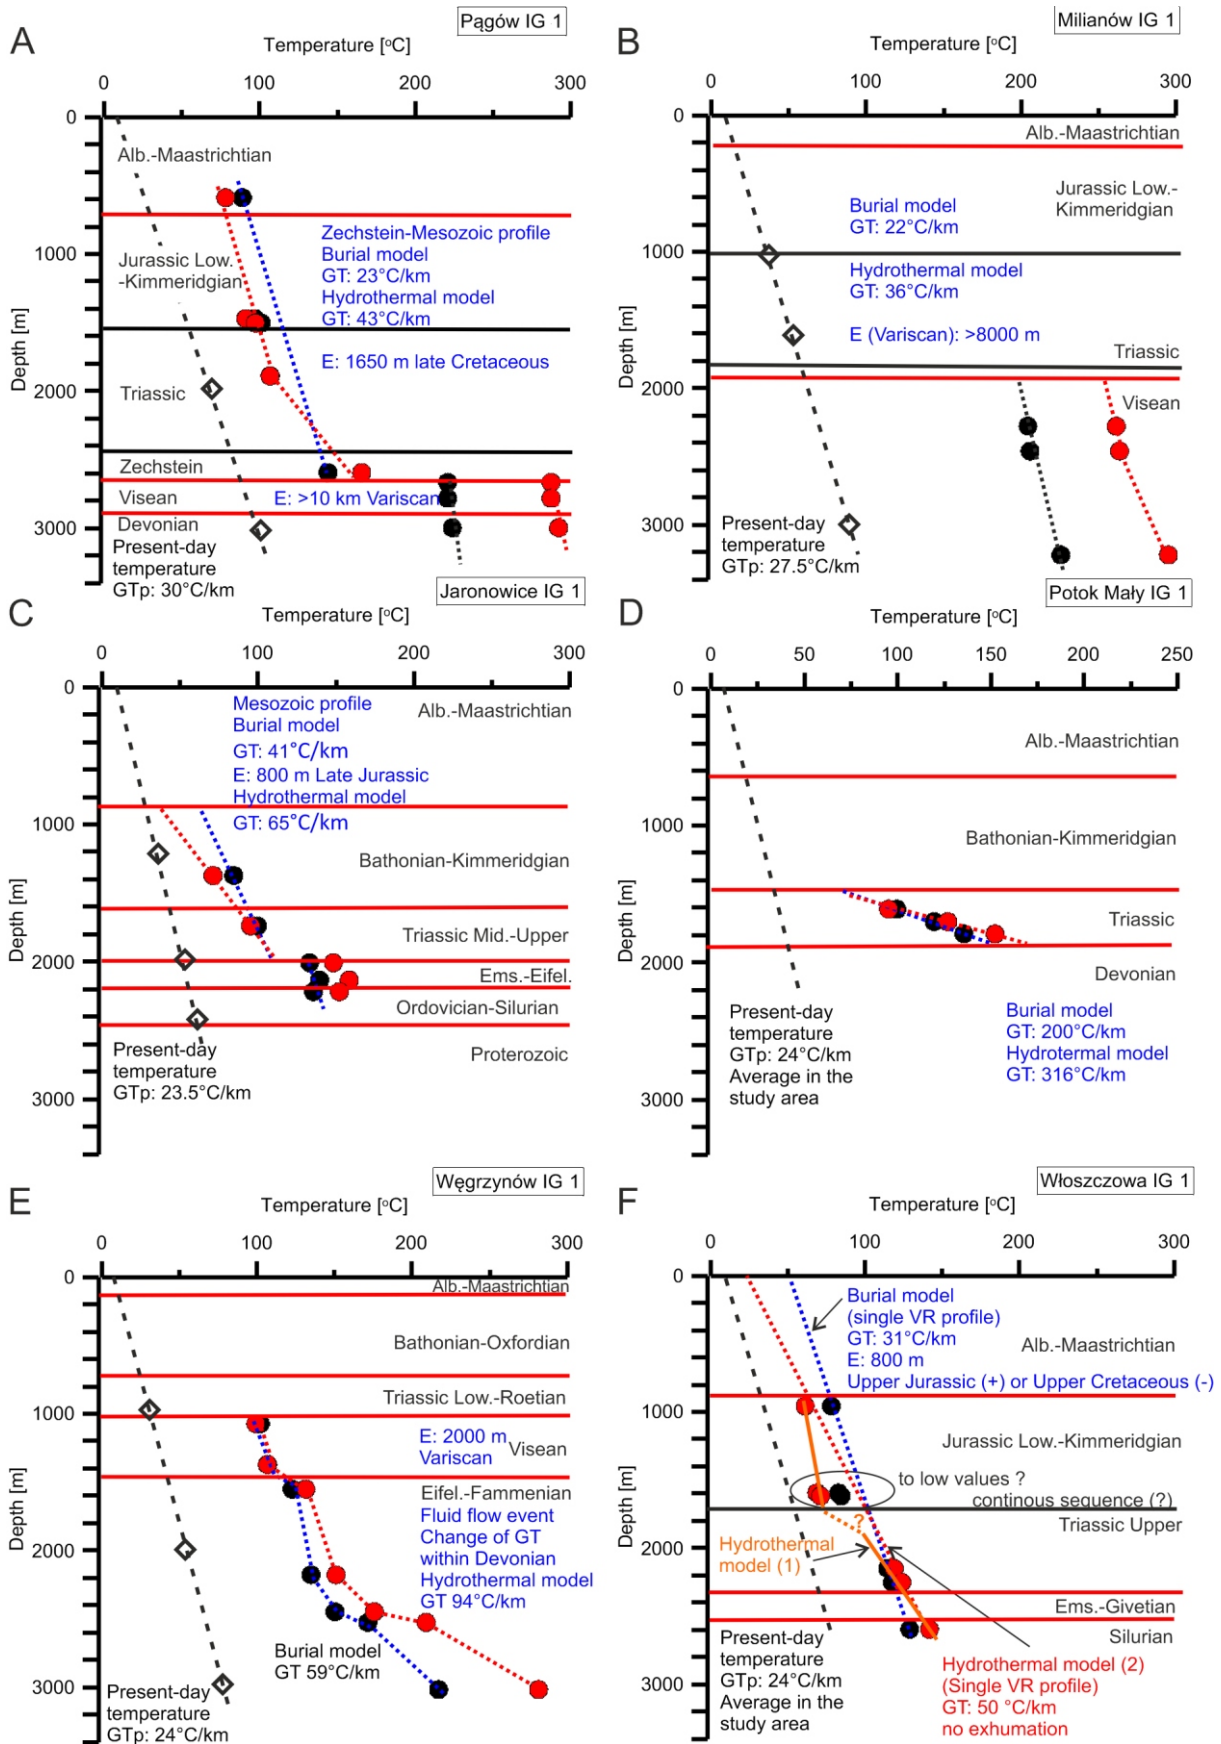 A
Pągów IG 1
Temperature [°C]
0
100
200
300
0
1000
2000
3000
Depth [m]
Alb.-Maastrichtian
Zechstein-Mesozoic profile
Burial model
GT: 23°C/km
Hydrothermal model
GT: 43°C/km
Jurassic Low.
-Kimmeridgian
E: 1650 m late Cretaceous
Triassic
Zechstein
Visean
E: >10 km Variscan
Devonian
Present-day
temperature
GTp: 30°C/km
B
Milianów IG 1
Temperature [°C]
0
100
200
300
0
1000
2000
3000
Depth [m]
Alb.-Maastrichtian
Jurassic Low.-
Kimmeridgian
Burial model
GT: 22°C/km
Hydrothermal model
GT: 36°C/km
E (Variscan): >8000 m
Triassic
Visean
Present-day
temperature
GTp: 27.5°C/km
C
Jaronowice IG 1
Temperature [°C]
0
100
200
300
0
1000
2000
3000
Depth [m]
Mesozoic profile
Burial model
GT: 41°C/km
E: 800 m Late Jurassic
Hydrothermal model
GT: 65°C/km
Alb.-Maastrichtian
Bathonian-Kimmeridgian
Triassic Mid.-Upper
Ems.-Eifel.
Ordovician-Silurian
Proterozoic
Present-day
temperature
GTp: 23.5°C/km
D
Potok Mały IG 1
Temperature [°C]
0
50
100
150
200
250
0
1000
2000
3000
Depth [m]
Alb.-Maastrichtian
Bathonian-Kimmeridgian
Triassic
Devonian
Present-day
temperature
GTp: 24°C/km
Average in the
study area
Burial model
GT: 200°C/km
Hydrotermal model
GT: 316°C/km
E
Węgrzynów IG 1
Temperature [°C]
0
100
200
300
0
1000
2000
3000
Depth [m]
Alb.-Maastrichtian
Bathonian-Oxfordian
Triassic Low.-Roetian
E: 2000 m
Variscan
Visean
Eifel.-Fammenian
Fluid flow event
Change of GT
within Devonian
Hydrothermal model
GT 94°C/km
Burial model
GT 59°C/km
Present-day
temperature
GTp: 24°C/km
F
Włoszczowa IG 1
Temperature [°C]
0
100
200
300
0
1000
2000
3000
Depth [m]
Burial model
(single VR profile)
GT: 31°C/km
E: 800 m
Upper Jurassic (+) or Upper Cretaceous (-)
Alb.-Maastrichtian
Jurassic Low.-Kimmeridgian
to low values ?
continous sequence (?)
Triassic Upper
?
Hydrothermal
model (1)
Ems.-Givetian
Silurian
Present-day
temperature
GTp: 24°C/km
Average in the
study area
Hydrothermal model (2)
(Single VR profile)
GT: 50 °C/km
no exhumation